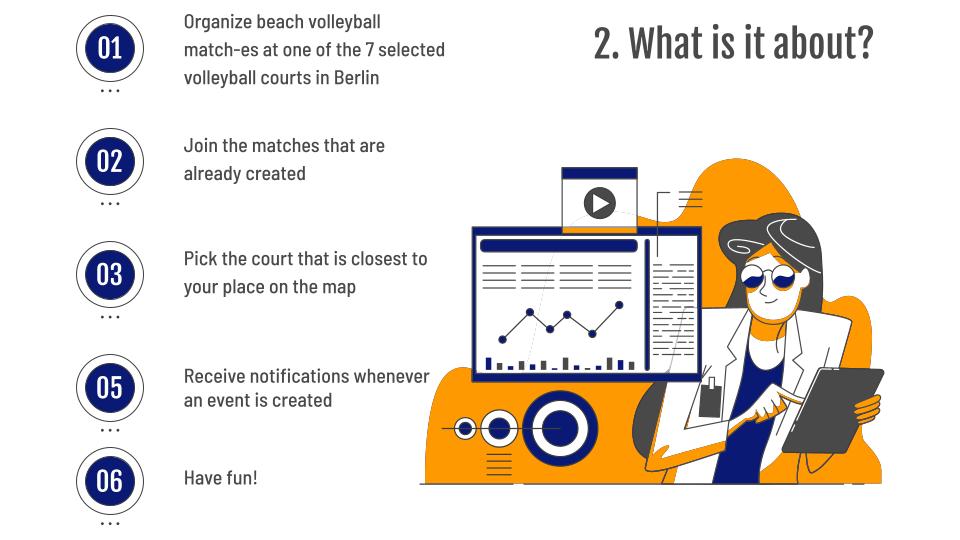 2. What is it about?
01
Organize beach volleyball
match-es at one of the 7 selected
volleyball courts in Berlin
02
Join the matches that are
already created
03
Pick the court that is closest to
your place on the map
05
Receive notifications whenever
an event is created
06
Have fun!